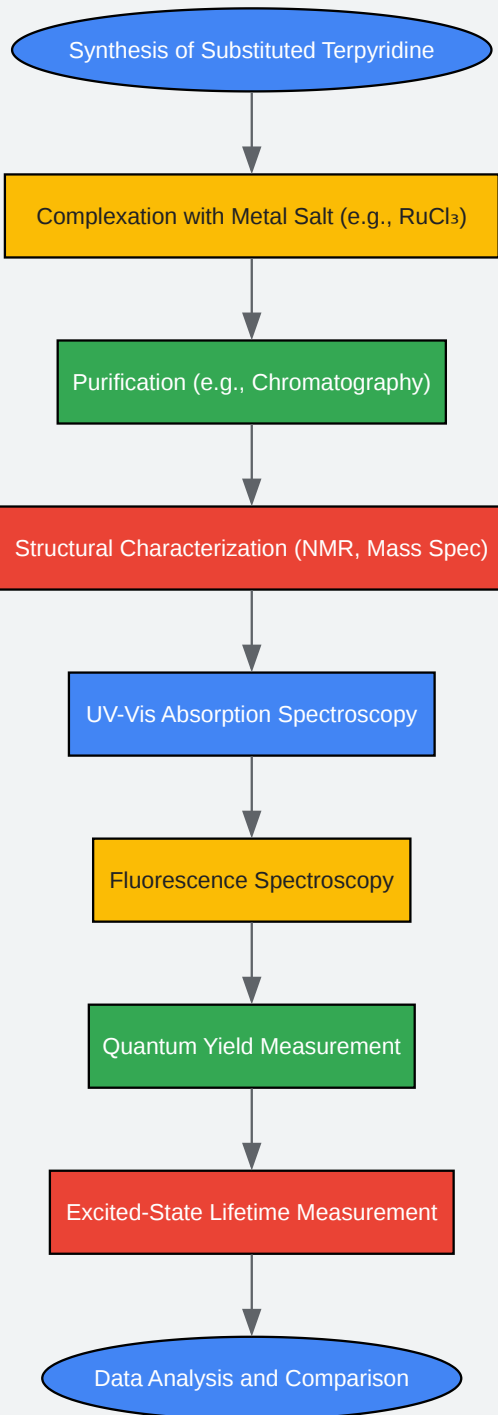 Synthesis of Substituted Terpyridine
Complexation with Metal Salt (e.g., RuCl₃)
Purification (e.g., Chromatography)
Structural Characterization (NMR, Mass Spec)
UV-Vis Absorption Spectroscopy
Fluorescence Spectroscopy
Quantum Yield Measurement
Excited-State Lifetime Measurement
Data Analysis and Comparison